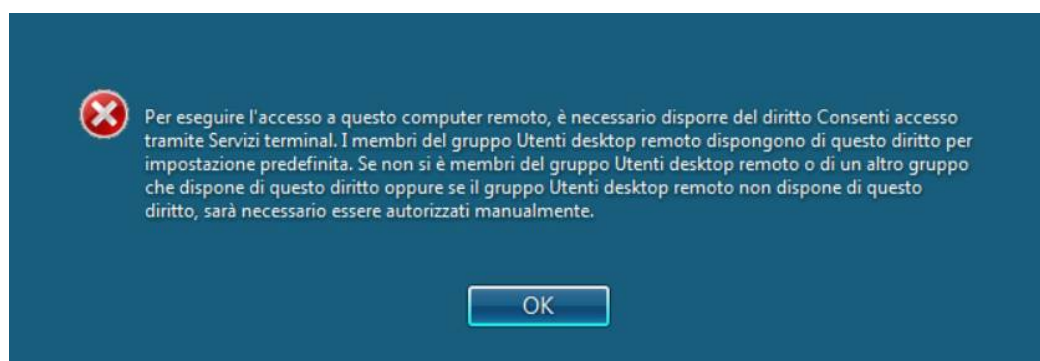 Per eseguire l'accesso a questo computer remoto, è necessario disporre del diritto Consenti accesso
tramite Servizi terminal. I membri del gruppo Utenti desktop remoto dispongono di questo diritto per
impostazione predefinita. Se non si è membri del gruppo Utenti desktop remoto o di un altro gruppo
che dispone di questo diritto oppure se il gruppo Utenti desktop remoto non dispone di questo
diritto, sarà necessario essere autorizzati manualmente.
OK